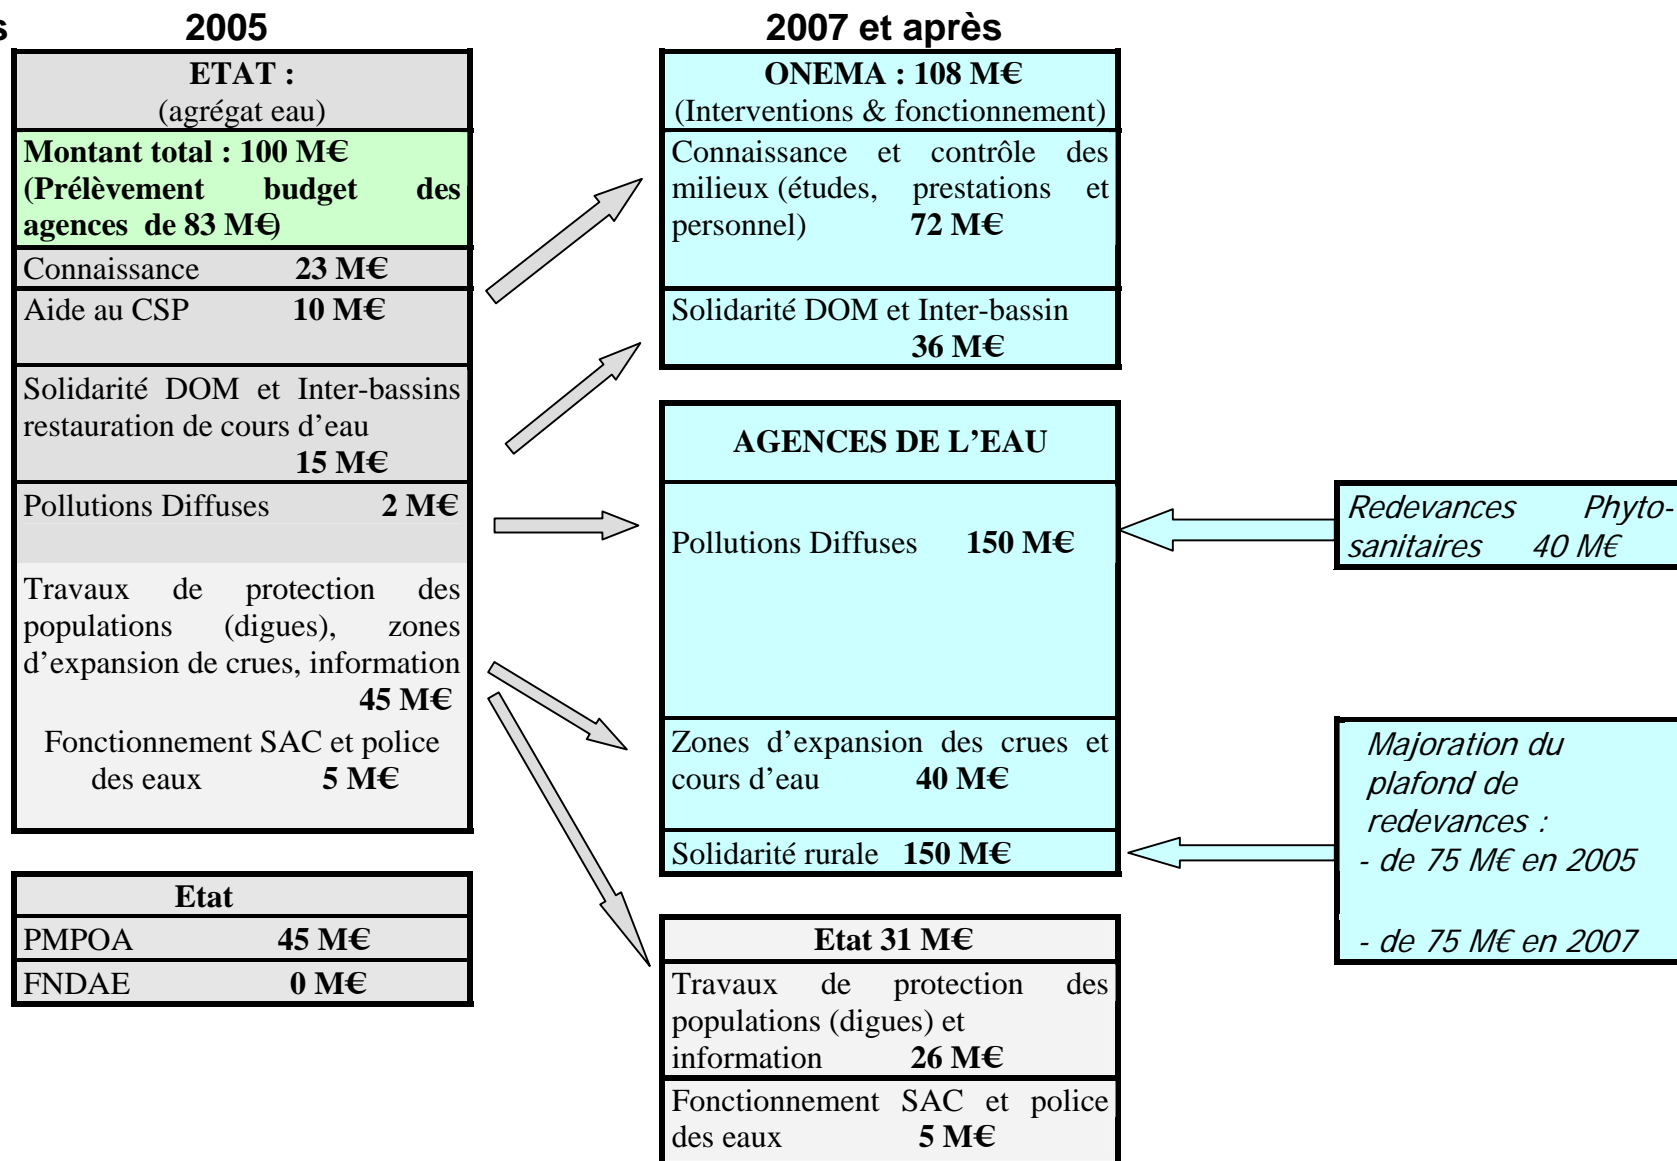 s
2005
ETAT :
(agrégat eau)
Montant total : 100 M€
(Prélèvement budget des
agences de 83 M€)
Connaissance 23 M€
Aide au CSP 10 M€
Solidarité DOM et Inter-bassins
restauration de cours d’eau
15 M€
Pollutions Diffuses 2 M€
Travaux de protection des
populations (digues), zones
d’expansion de crues, information
45 M€
Fonctionnement SAC et police
des eaux 5 M€
Etat
PMPOA 45 M€
FNDAE 0 M€
2007 et après
ONEMA : 108 M€
(Interventions & fonctionnement)
Connaissance et contrôle des
milieux (études, prestations et
personnel) 72 M€
Solidarité DOM et Inter-bassin
36 M€
AGENCES DE L’EAU
Pollutions Diffuses 150 M€
Zones d’expansion des crues et
cours d’eau 40 M€
Solidarité rurale 150 M€
Etat 31 M€
Travaux de protection des
populations (digues) et
information 26 M€
Fonctionnement SAC et police
des eaux 5 M€
Redevances Phyto-
sanitaires 40 M€
Majoration du
plafond de
redevances :
- de 75 M€ en 2005
- de 75 M€ en 2007